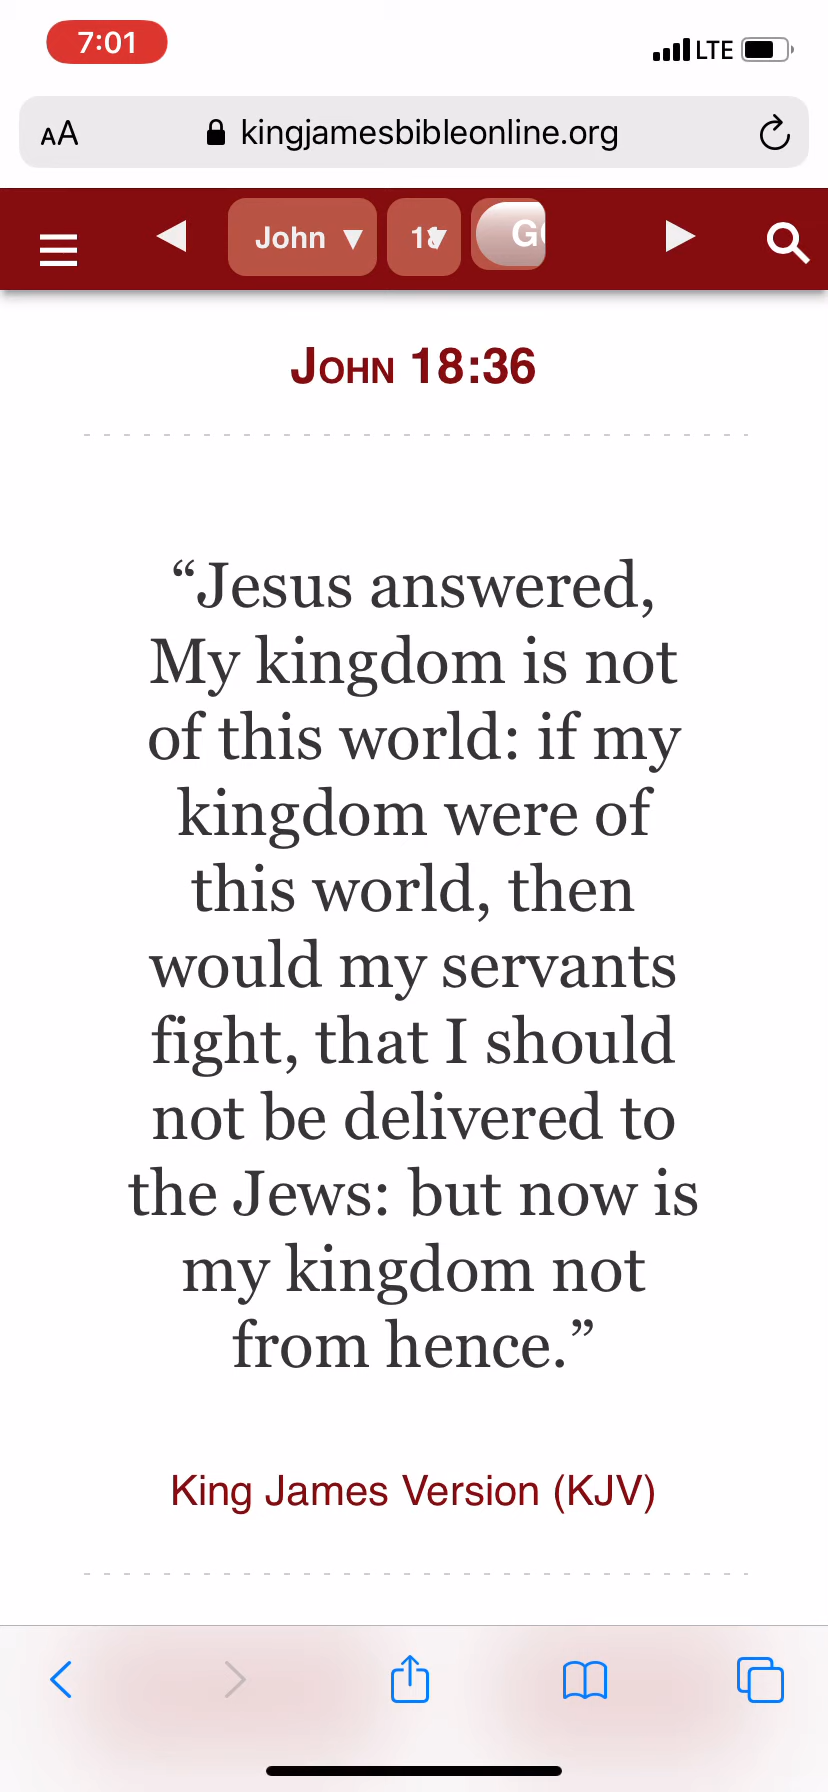 7:01 LTE
AA kingjamesbibleonline.org
John ▼ 18 ▼ G
John 18:36
“Jesus answered,
My kingdom is not
of this world: if my
kingdom were of
this world, then
would my servants
fight, that I should
not be delivered to
the Jews: but now is
my kingdom not
from hence.”
King James Version (KJV)